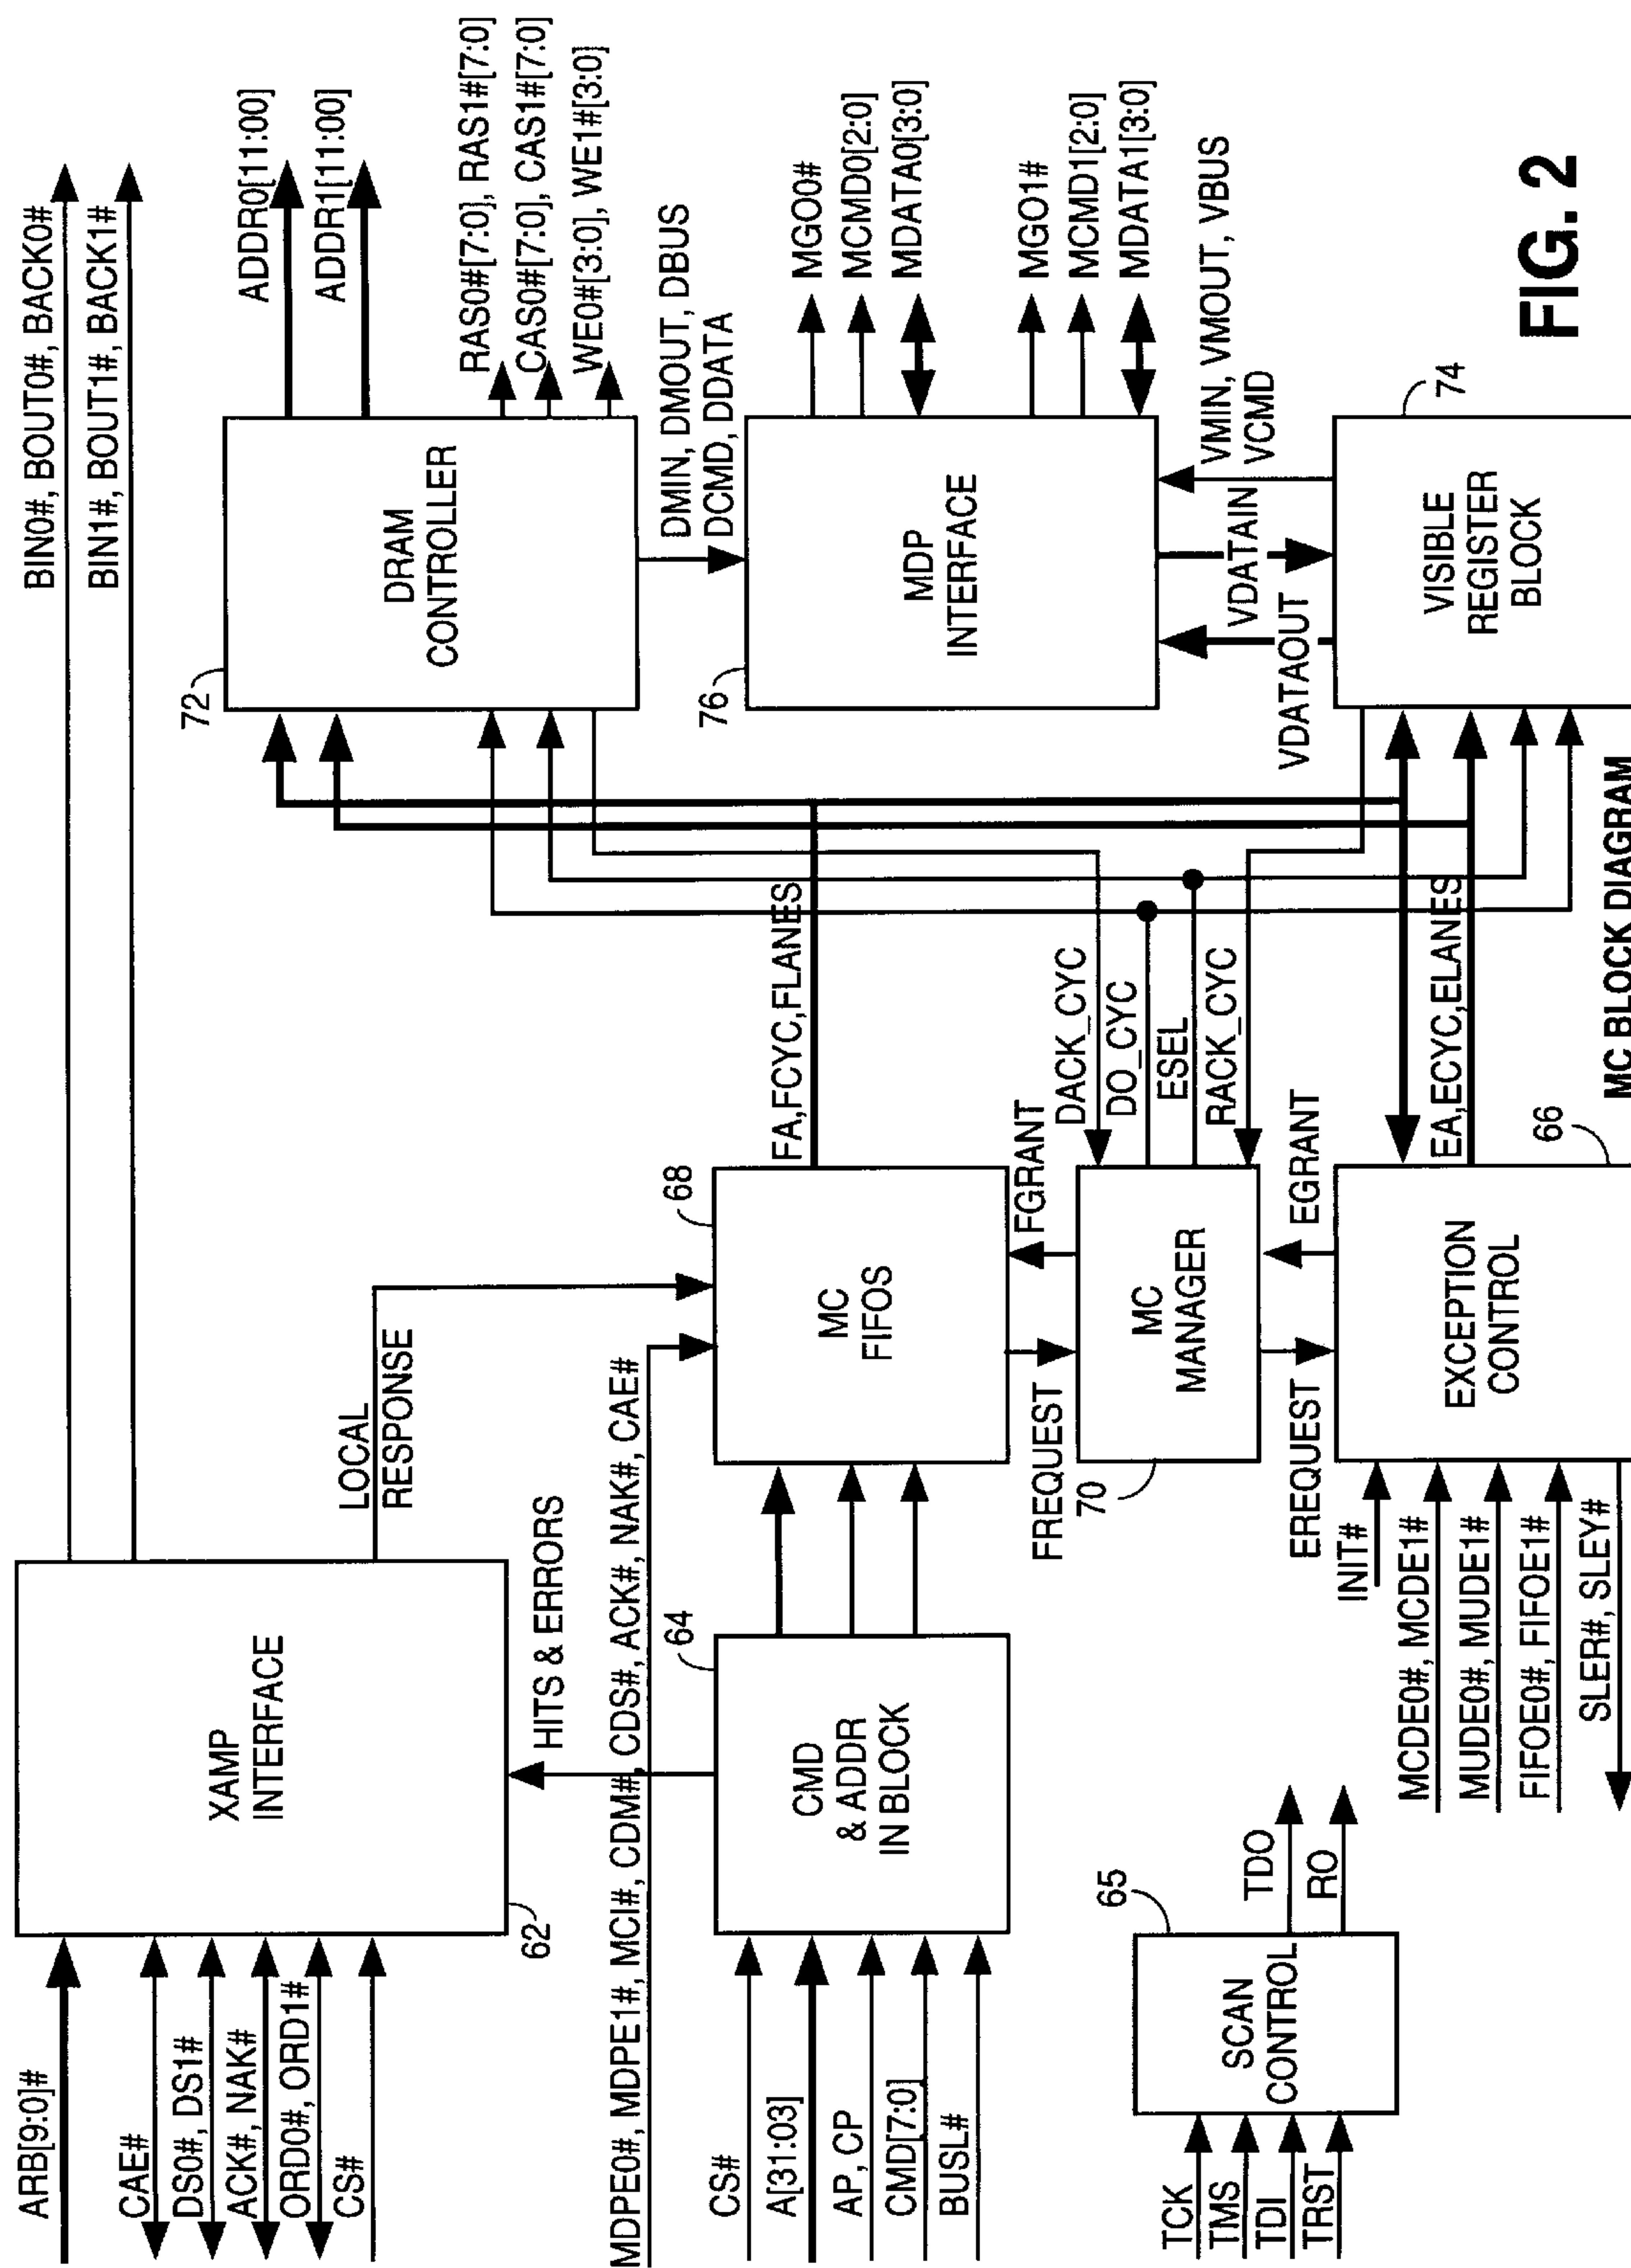 ARB[9:0]#
CAE#
DS0#, DS1#
ACK#, NAK#
ORD0#, ORD1#
CS#
62
XAMP
INTERFACE
BIN0#, BOUT0#, BACK0#
BIN1#, BOUT1#, BACK1#
LOCAL
RESPONSE
HITS & ERRORS
MDPE0#, MDPE1#, MCI#, CDM#, CDS#, ACK#, NAK#, CAE#
CS#
A[31:03]
AP, CP
CMD[7:0]
BUSL#
64
CMD
& ADDR
IN BLOCK
68
MC
FIFOS
FA,FCYC,FLANES
72
DRAM
CONTROLLER
ADDR0[11:00]
ADDR1[11:00]
RAS0#[7:0], RAS1#[7:0]
CAS0#[7:0], CAS1#[7:0]
WE0#[3:0], WE1#[3:0]
DMIN, DMOUT, DBUS
DCMD, DDATA
76
MDP
INTERFACE
MGO0#
MCMD0[2:0]
MDATA0[3:0]
MGO1#
MCMD1[2:0]
MDATA1[3:0]
VDATAOUT
VDATAIN
VMIN, VMOUT, VBUS
VCMD
74
VISIBLE
REGISTER
BLOCK
FREQUEST
FGRANT
70
MC
MANAGER
DACK_CYC
DO_CYC
ESEL
RACK_CYC
EREQUEST
EGRANT
66
EXCEPTION
CONTROL
EA,ECYC,ELANES
INIT#
MCDE0#, MCDE1#
MUDE0#, MUDE1#
FIFOE0#, FIFOE1#
SLER#, SLEY#
TCK
TMS
TDI
TRST
65
SCAN
CONTROL
TDO
RO
MC BLOCK DIAGRAM
FIG. 2